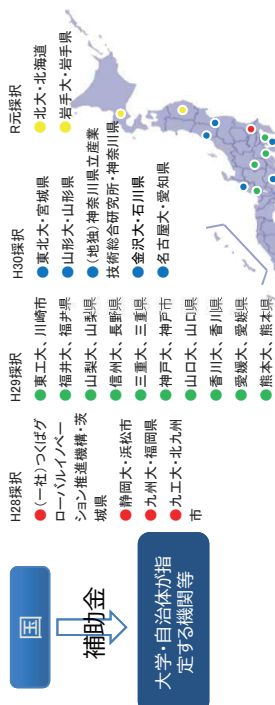 国
補助金
大学・自治体が指
定する機関等
H28採択
●(一社)つくばグ
ローバルイノベー
ション推進機構・茨
城県
●静岡大・浜松市
●九州大・福岡県
●九工大・北九州
市
H29採択
●東工大、川崎市
●福井大、福井県
●山梨大、山梨県
●信州大、長野県
●三重大、三重県
●神戸大、神戸市
●山口大、山口県
●香川大、香川県
●愛媛大、愛媛県
●熊本大、熊本県
H30採択
●東北大・宮城県
●山形大・山形県
●(地独)神奈川県立産業
技術総合研究所・神奈川県
●金沢大・石川県
●名古屋大・愛知県
R元採択
●北大・北海道
●岩手大・岩手県